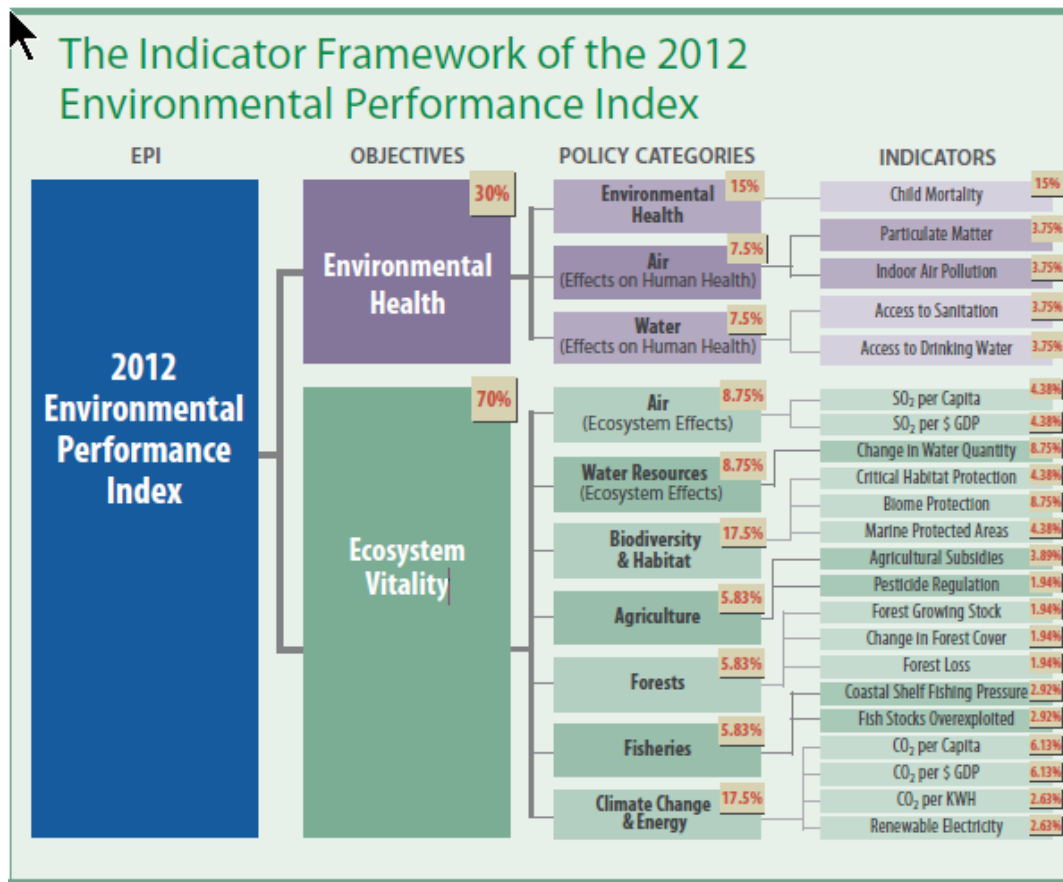 The Indicator Framework of the 2012
Environmental Performance Index
EPI
OBJECTIVES
POLICY CATEGORIES
INDICATORS
2012
Environmental
Performance
Index
30%
Environmental
Health
70%
Ecosystem
Vitality
Environmental
Health
15%
Air
(Effects on Human Health)
7.5%
Water
(Effects on Human Health)
7.5%
Air
(Ecosystem Effects)
8.75%
Water Resources
(Ecosystem Effects)
8.75%
Biodiversity
& Habitat
17.5%
Agriculture
5.83%
Forests
5.83%
Fisheries
5.83%
Climate Change
& Energy
17.5%
Child Mortality 15%
Particulate Matter 3.75%
Indoor Air Pollution 3.75%
Access to Sanitation 3.75%
Access to Drinking Water 3.75%
SO₂ per Capita 4.38%
SO₂ per $ GDP 4.38%
Change in Water Quantity 8.75%
Critical Habitat Protection 4.38%
Biome Protection 8.75%
Marine Protected Areas 4.38%
Agricultural Subsidies 3.89%
Pesticide Regulation 1.94%
Forest Growing Stock 1.94%
Change in Forest Cover 1.94%
Forest Loss 1.94%
Coastal Shelf Fishing Pressure 2.92%
Fish Stocks Overexploited 2.92%
CO₂ per Capita 6.13%
CO₂ per $ GDP 6.13%
CO₂ per KWH 2.63%
Renewable Electricity 2.63%